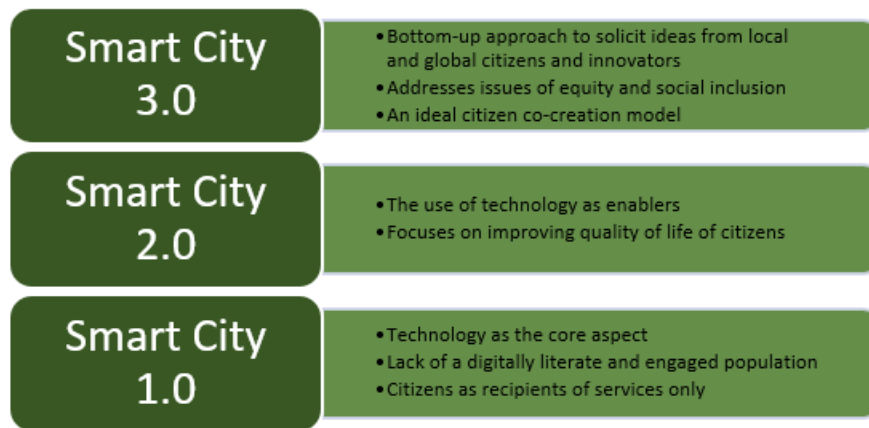 Smart City
3.0
•Bottom-up approach to solicit ideas from local
and global citizens and innovators
•Addresses issues of equity and social inclusion
•An ideal citizen co-creation model
Smart City
2.0
•The use of technology as enablers
•Focuses on improving quality of life of citizens
Smart City
1.0
•Technology as the core aspect
•Lack of a digitally literate and engaged population
•Citizens as recipients of services only